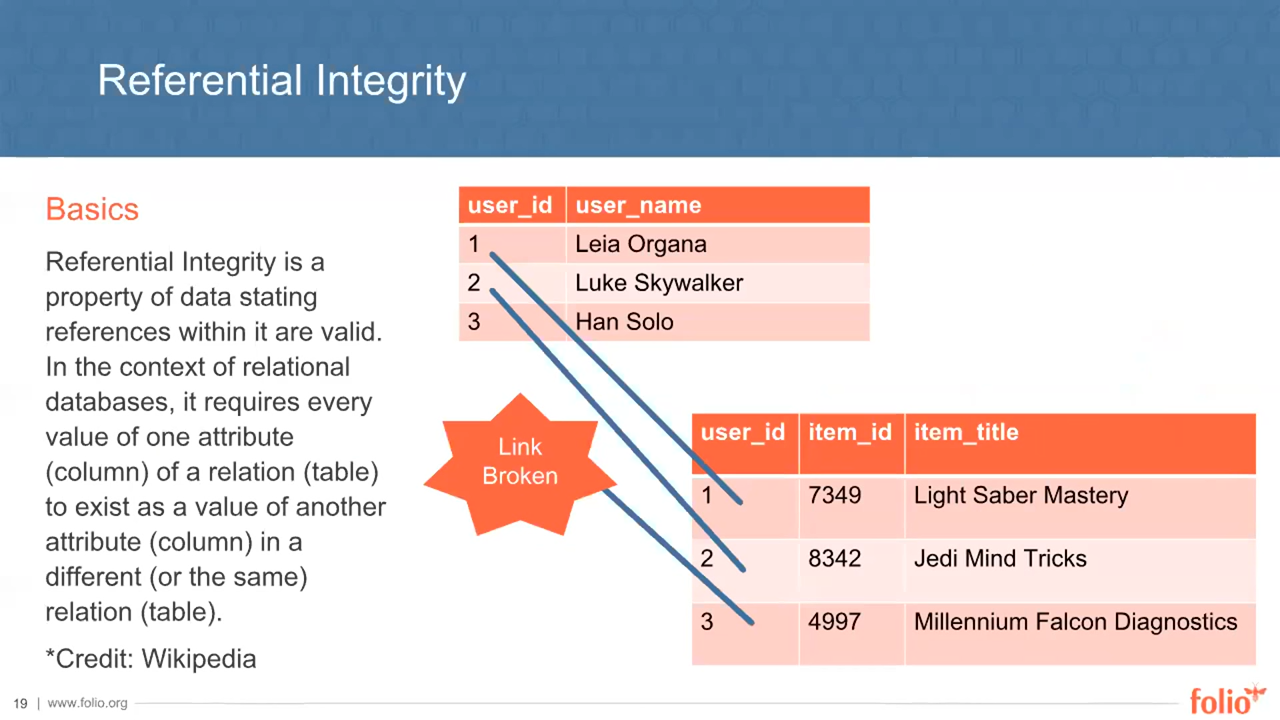 Referential Integrity
Basics
Referential Integrity is a
property of data stating
references within it are valid.
In the context of relational
databases, it requires every
value of one attribute
(column) of a relation (table)
to exist as a value of another
attribute (column) in a
different (or the same)
relation (table).
*Credit: Wikipedia
user_id user_name
1 Leia Organa
2 Luke Skywalker
3 Han Solo
Link
Broken
user_id item_id item_title
1 7349 Light Saber Mastery
2 8342 Jedi Mind Tricks
3 4997 Millennium Falcon Diagnostics
19 | www.folio.org
folio